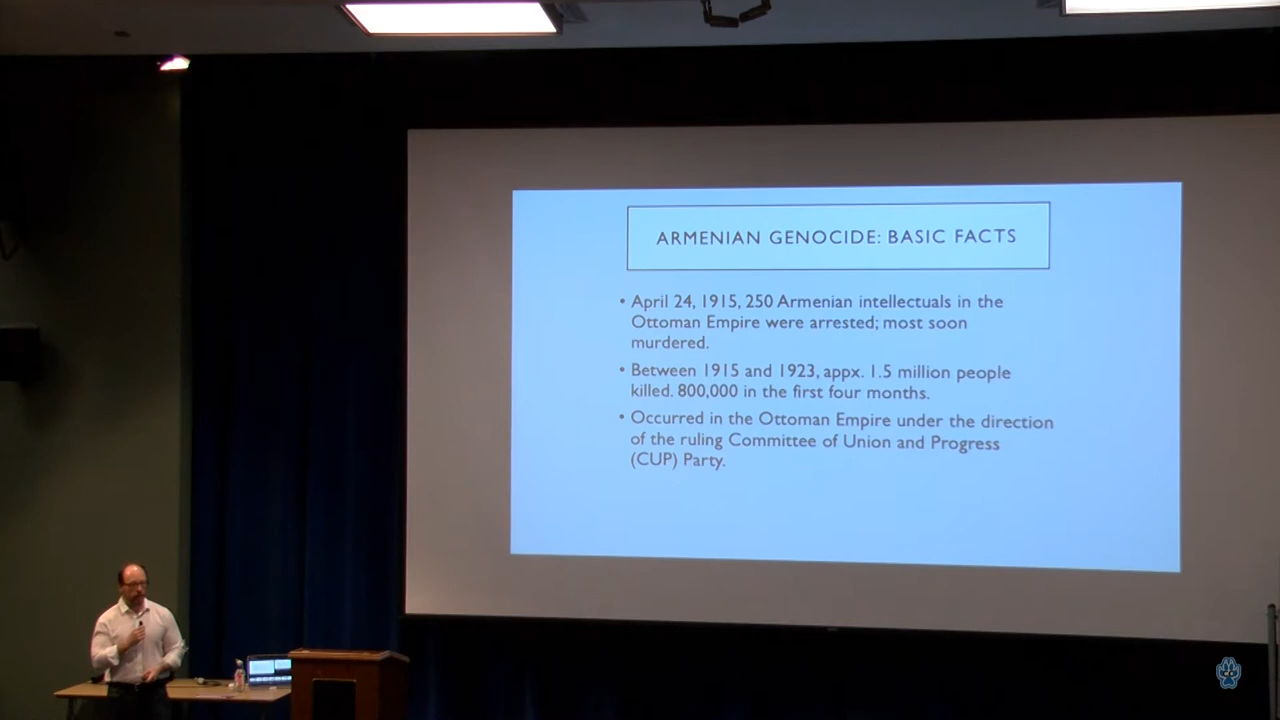 ARMENIAN GENOCIDE: BASIC FACTS
• April 24, 1915, 250 Armenian intellectuals in the
Ottoman Empire were arrested; most soon
murdered.
• Between 1915 and 1923, appx. 1.5 million people
killed. 800,000 in the first four months.
• Occurred in the Ottoman Empire under the direction
of the ruling Committee of Union and Progress
(CUP) Party.